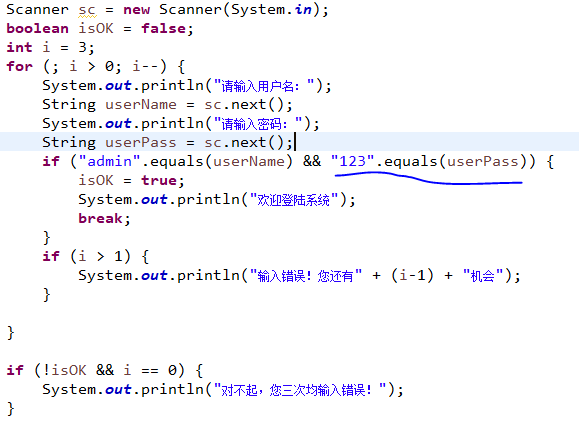 Scanner sc = new Scanner(System.in);
boolean isOK = false;
int i = 3;
for (; i > 0; i--) {
    System.out.println("请输入用户名：");
    String userName = sc.next();
    System.out.println("请输入密码：");
    String userPass = sc.next();
    if ("admin".equals(userName) && "123".equals(userPass)) {
        isOK = true;
        System.out.println("欢迎登陆系统");
        break;
    }
    if (i > 1) {
        System.out.println("输入错误！您还有" + (i-1) + "机会");
    }
}
if (!isOK && i == 0) {
    System.out.println("对不起，您三次均输入错误！");
}